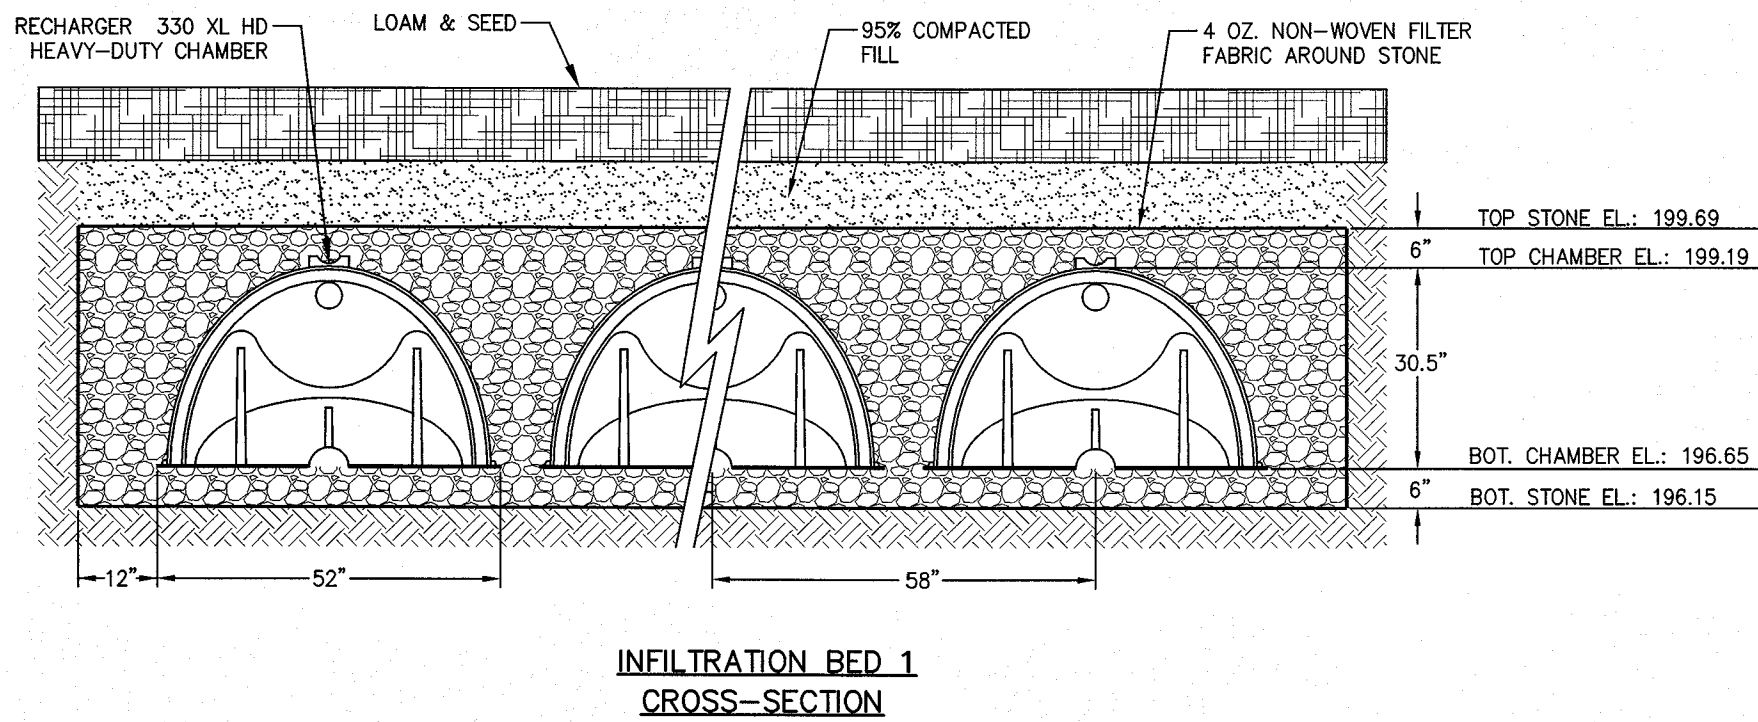 RECHARGER 330 XL HD
HEAVY-DUTY CHAMBER
LOAM & SEED
95% COMPACTED
FILL
4 OZ. NON-WOVEN FILTER
FABRIC AROUND STONE
TOP STONE EL.: 199.69
6"
TOP CHAMBER EL.: 199.19
30.5"
BOT. CHAMBER EL.: 196.65
6"
BOT. STONE EL.: 196.15
12"
52"
58"
INFILTRATION BED 1
CROSS-SECTION